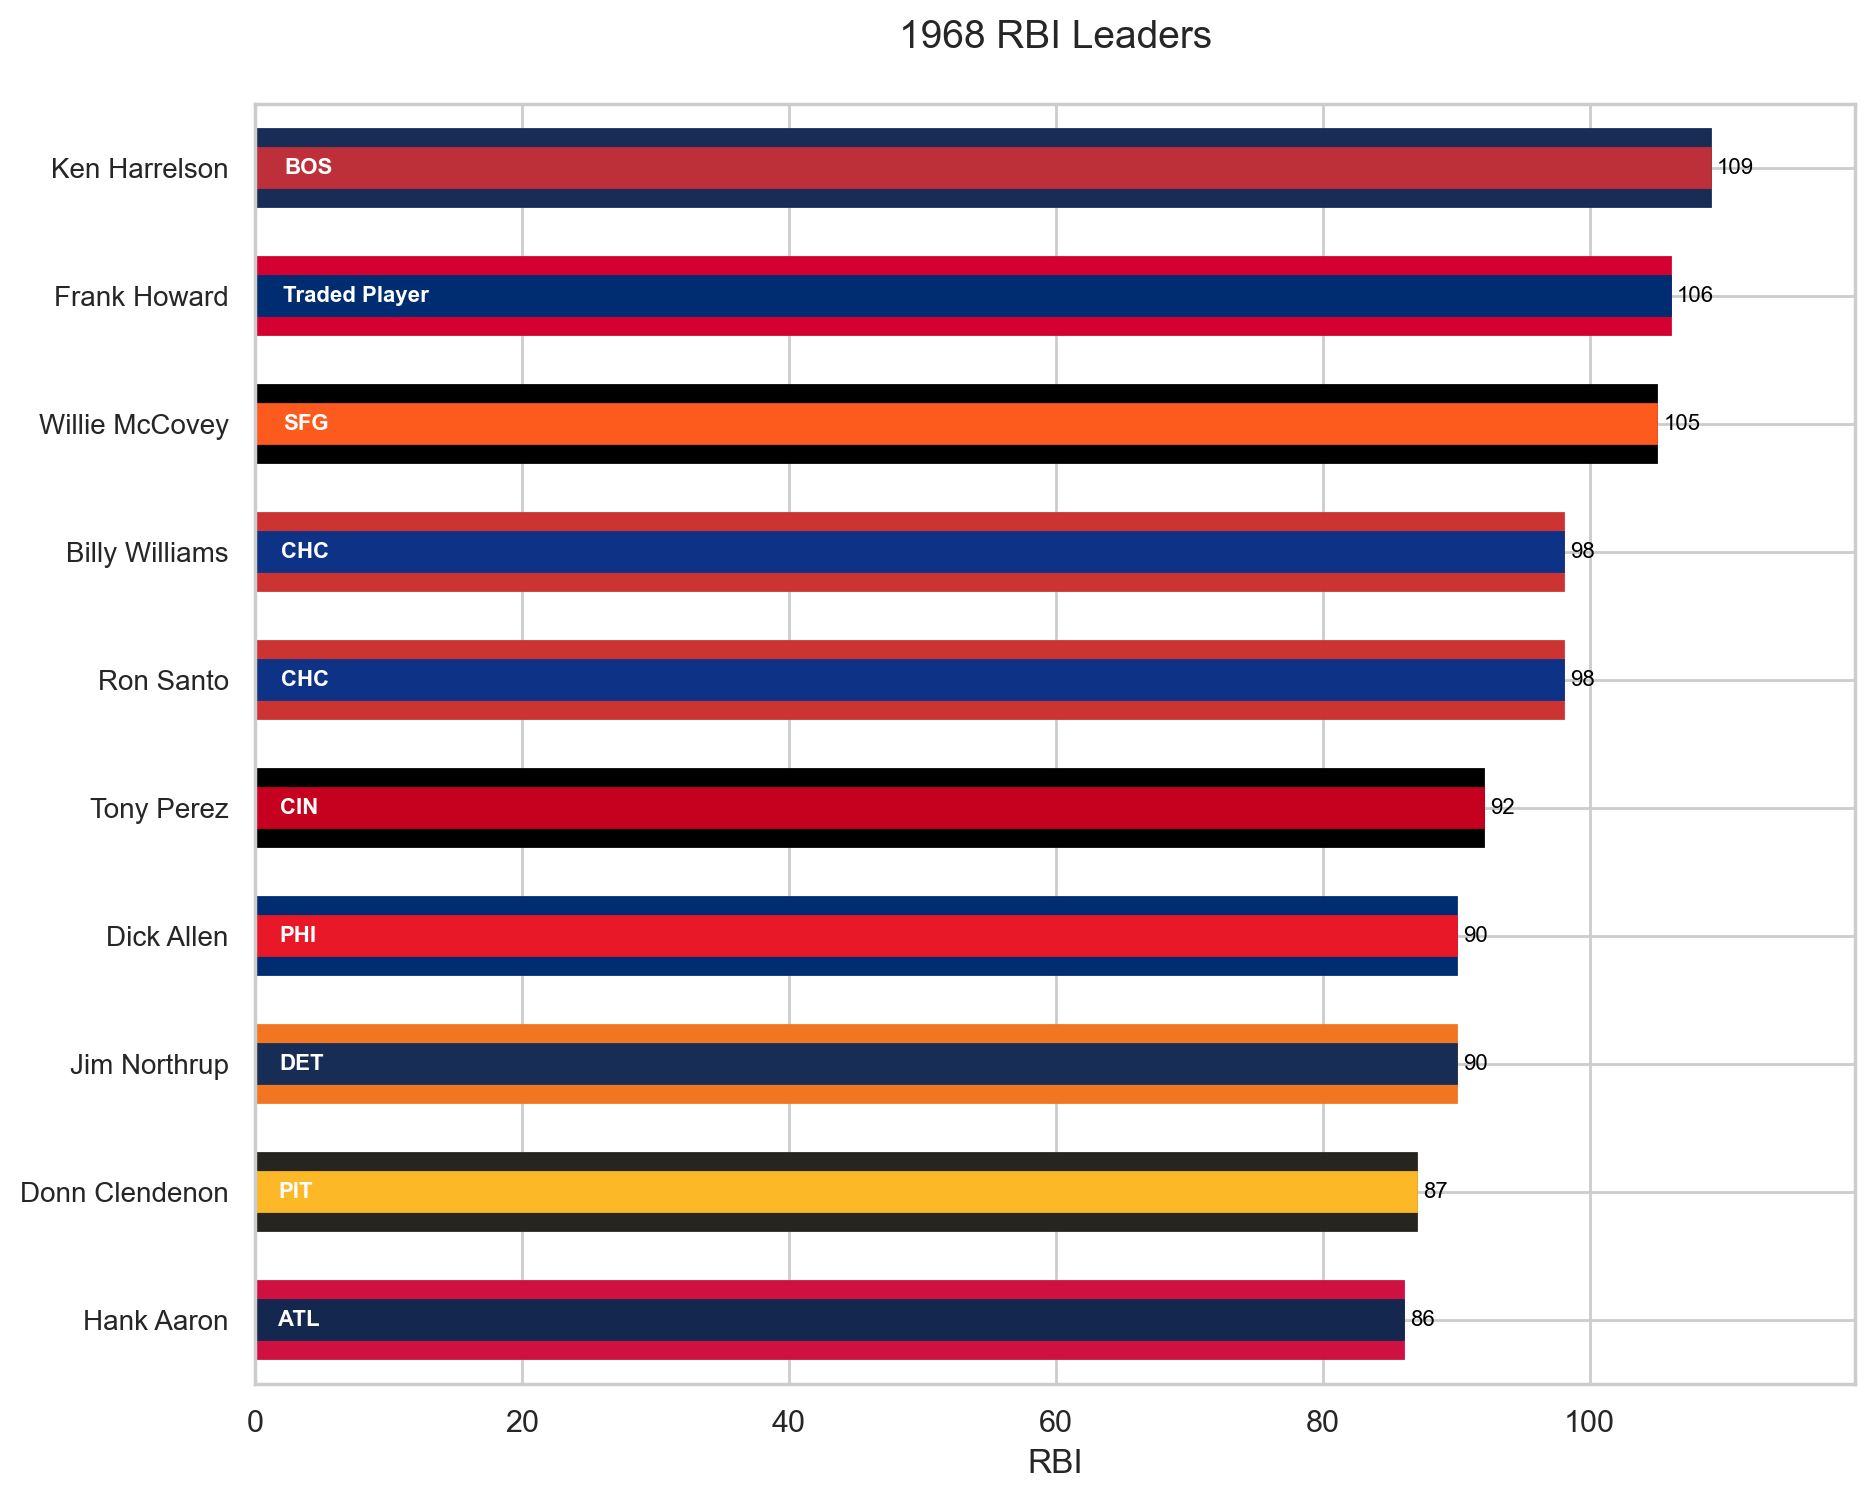 1968 RBI Leaders
Ken Harrelson BOS 109
Frank Howard Traded Player 106
Willie McCovey SFG 105
Billy Williams CHC 98
Ron Santo CHC 98
Tony Perez CIN 92
Dick Allen PHI 90
Jim Northrup DET 90
Donn Clendenon PIT 87
Hank Aaron ATL 86
0 20 40 60 80 100
RBI